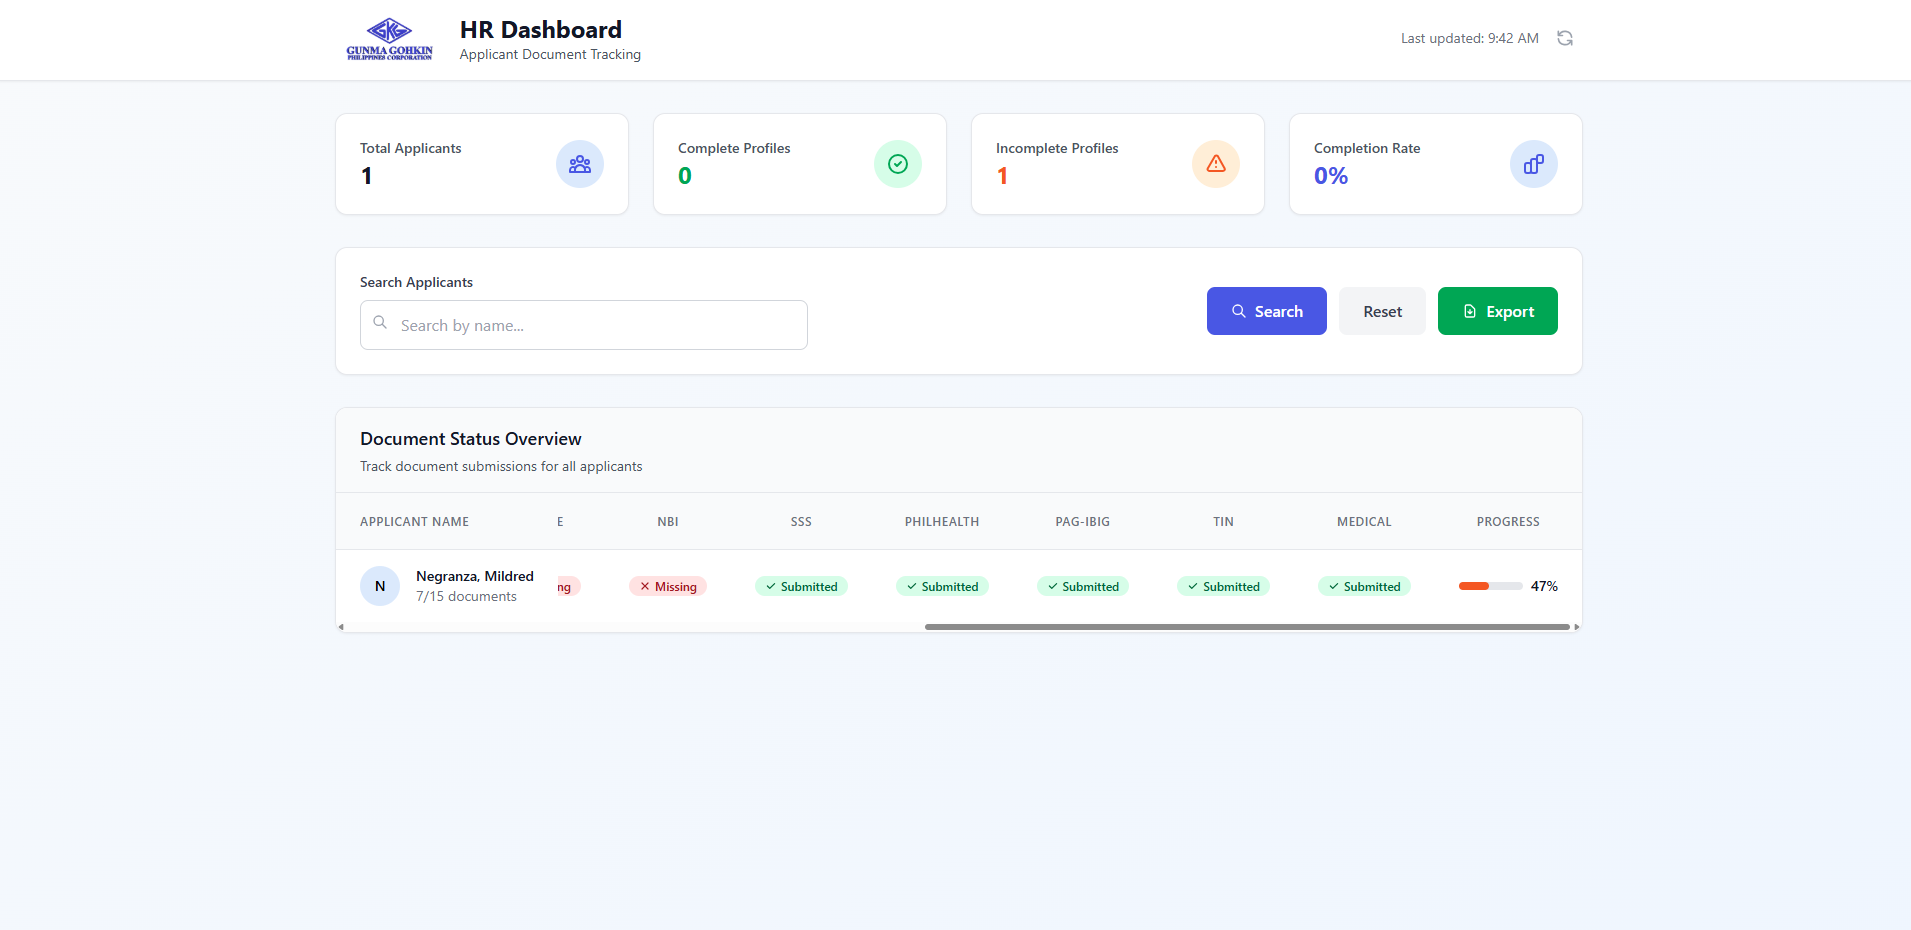 GKG
GUNMA GOHKIN
PHILIPPINES CORPORATION
HR Dashboard
Applicant Document Tracking
Last updated: 9:42 AM
Total Applicants
1
Complete Profiles
0
Incomplete Profiles
1
Completion Rate
0%
Search Applicants
Search by name...
Search
Reset
Export
Document Status Overview
Track document submissions for all applicants
APPLICANT NAME E NBI SSS PHILHEALTH PAG-IBIG TIN MEDICAL PROGRESS
N Negranza, Mildred
7/15 documents
ng Missing Submitted Submitted Submitted Submitted Submitted 47%